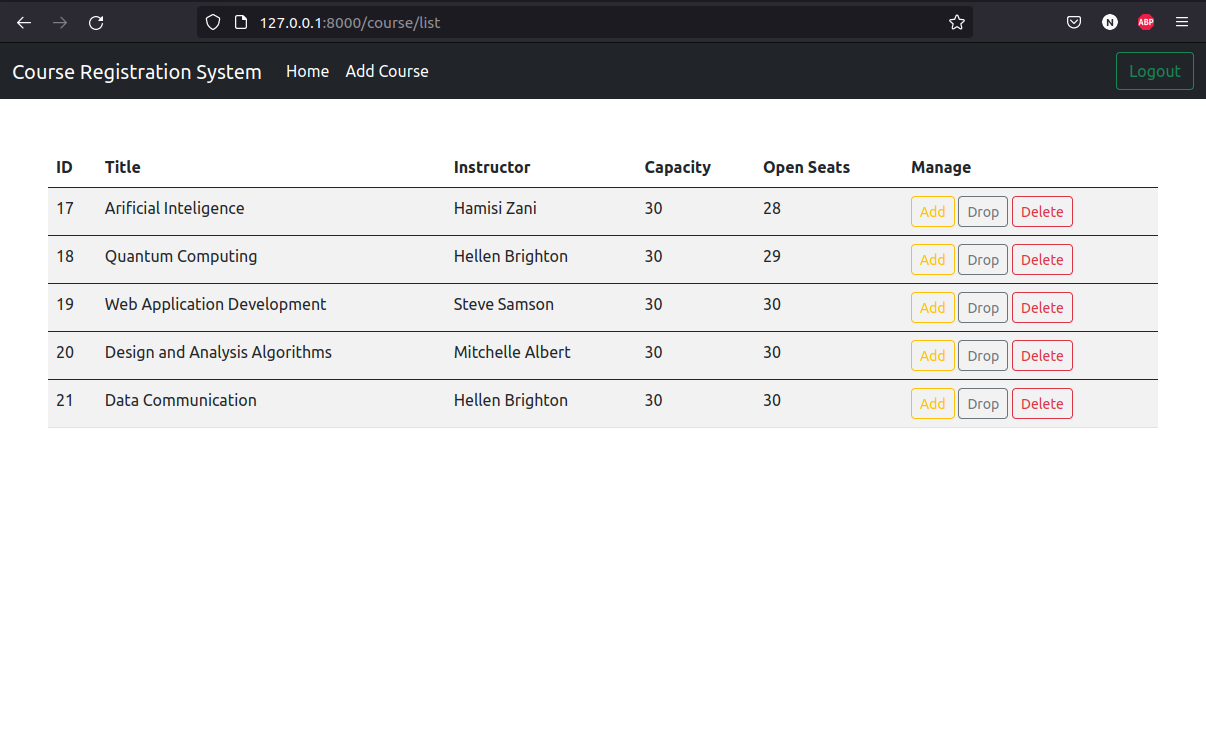 127.0.0.1:8000/course/list N ABP
Course Registration System Home Add Course Logout
ID Title Instructor Capacity Open Seats Manage
17 Arificial Inteligence Hamisi Zani 30 28 Add Drop Delete
18 Quantum Computing Hellen Brighton 30 29 Add Drop Delete
19 Web Application Development Steve Samson 30 30 Add Drop Delete
20 Design and Analysis Algorithms Mitchelle Albert 30 30 Add Drop Delete
21 Data Communication Hellen Brighton 30 30 Add Drop Delete